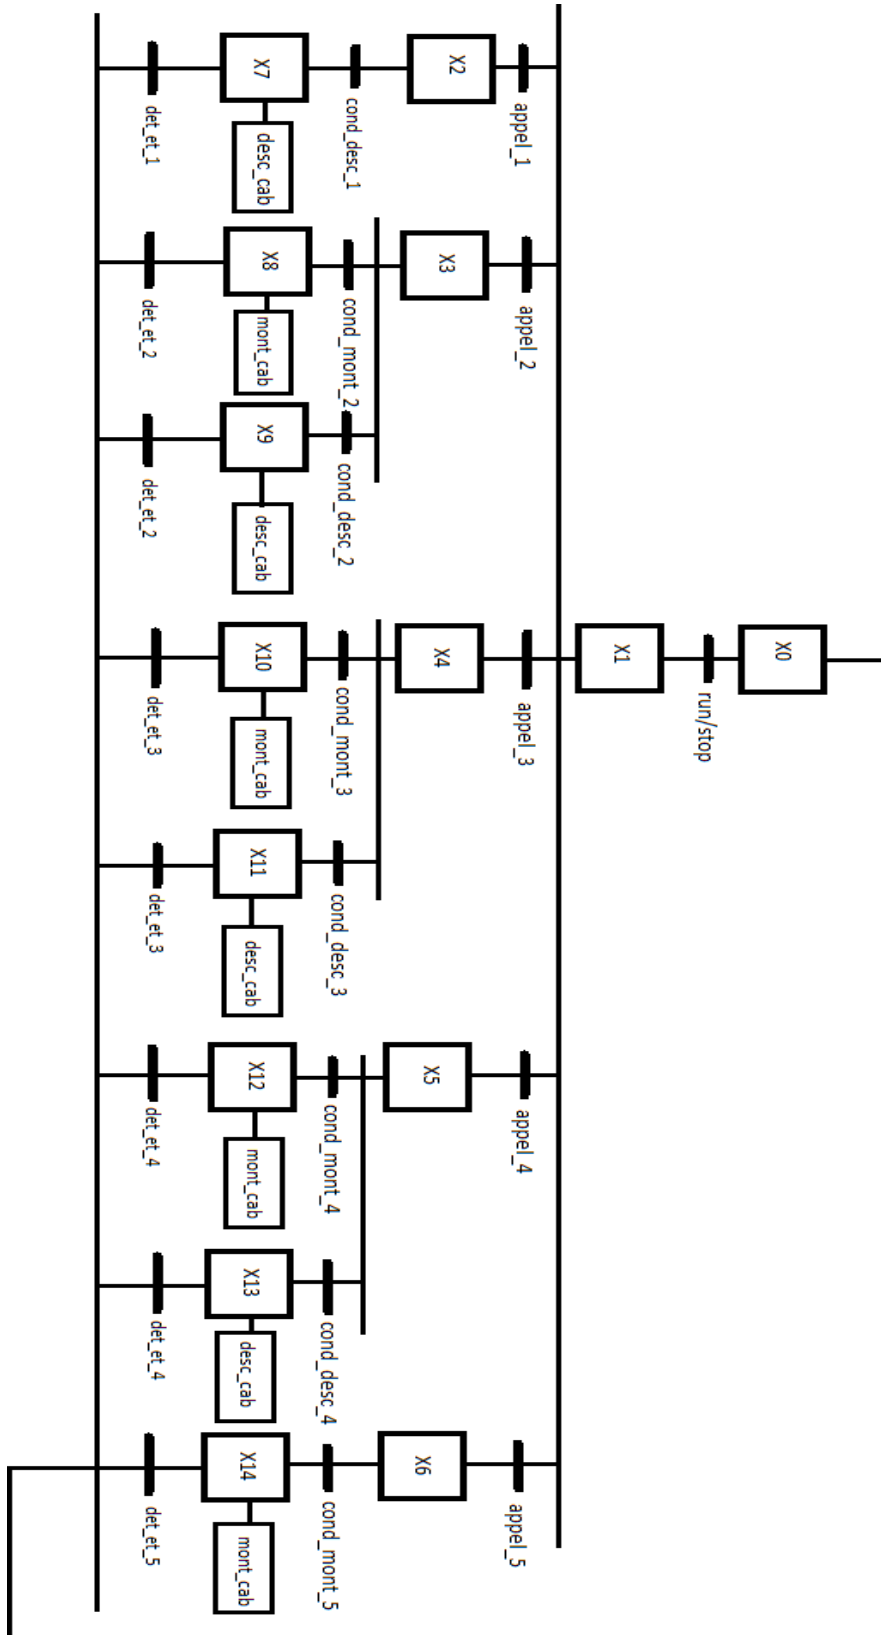 X0
run/stop
X1
appel_1
appel_2
appel_3
appel_4
appel_5
X2
X3
X4
X5
X6
cond_desc_1
cond_mont_2
cond_desc_2
cond_mont_3
cond_desc_3
cond_mont_4
cond_desc_4
cond_mont_5
X7
desc_cab
X8
mont_cab
X9
desc_cab
X10
mont_cab
X11
desc_cab
X12
mont_cab
X13
desc_cab
X14
mont_cab
det_et_1
det_et_2
det_et_2
det_et_3
det_et_3
det_et_4
det_et_4
det_et_5